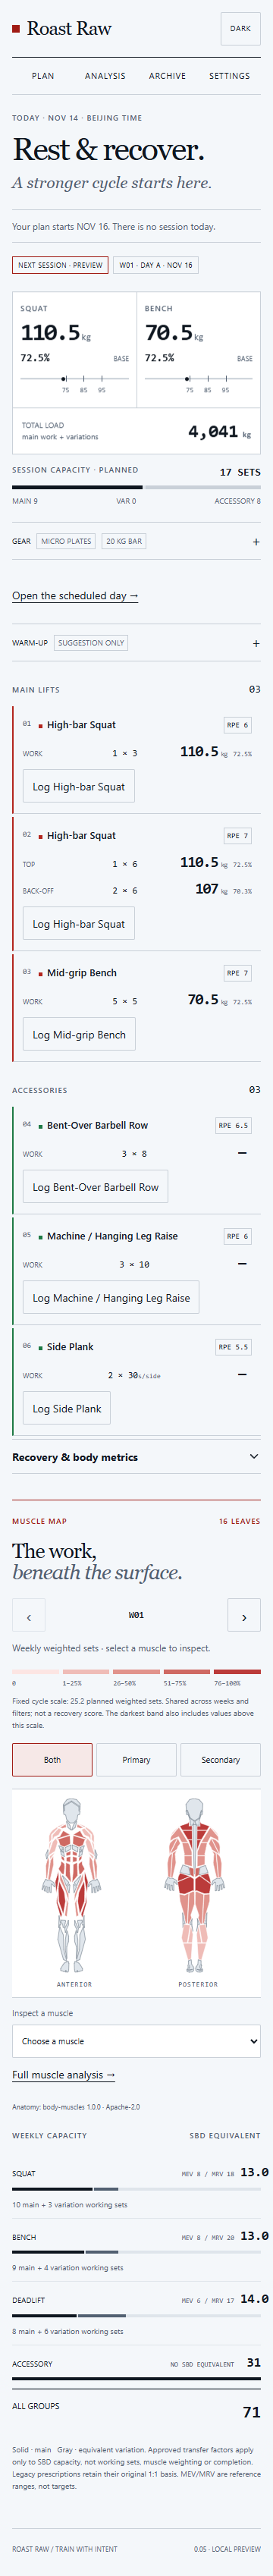 Roast Raw
DARK
PLAN ANALYSIS ARCHIVE SETTINGS
TODAY · NOV 14 · BEIJING TIME
Rest & recover.
A stronger cycle starts here.
Your plan starts NOV 16. There is no session today.
NEXT SESSION · PREVIEW W01 · DAY A · NOV 16
SQUAT
110.5 kg
72.5% BASE
75 85 95
BENCH
70.5 kg
72.5% BASE
75 85 95
TOTAL LOAD
main work + variations
4,041 kg
SESSION CAPACITY · PLANNED 17 SETS
MAIN 9 VAR 0 ACCESSORY 8
GEAR MICRO PLATES 20 KG BAR +
Open the scheduled day →
WARM-UP SUGGESTION ONLY +
MAIN LIFTS 03
01 High-bar Squat RPE 6
WORK 1 × 3 110.5 kg 72.5%
Log High-bar Squat
02 High-bar Squat RPE 7
TOP 1 × 6 110.5 kg 72.5%
BACK-OFF 2 × 6 107 kg 70.3%
Log High-bar Squat
03 Mid-grip Bench RPE 7
WORK 5 × 5 70.5 kg 72.5%
Log Mid-grip Bench
ACCESSORIES 03
04 Bent-Over Barbell Row RPE 6.5
WORK 3 × 8 —
Log Bent-Over Barbell Row
05 Machine / Hanging Leg Raise RPE 6
WORK 3 × 10 —
Log Machine / Hanging Leg Raise
06 Side Plank RPE 5.5
WORK 2 × 30s/side —
Log Side Plank
Recovery & body metrics
MUSCLE MAP 16 LEAVES
The work,
beneath the surface.
‹ W01 ›
Weekly weighted sets · select a muscle to inspect.
0 1–25% 26–50% 51–75% 76–100%
Fixed cycle scale: 25.2 planned weighted sets. Shared across weeks and
filters; not a recovery score. The darkest band also includes values above
this scale.
Both Primary Secondary
ANTERIOR POSTERIOR
Inspect a muscle
Choose a muscle
Full muscle analysis →
Anatomy: body-muscles 1.0.0 · Apache-2.0
WEEKLY CAPACITY SBD EQUIVALENT
SQUAT MEV 8 / MRV 18 13.0
10 main + 3 variation working sets
BENCH MEV 8 / MRV 20 13.0
9 main + 4 variation working sets
DEADLIFT MEV 6 / MRV 17 14.0
8 main + 6 variation working sets
ACCESSORY NO SBD EQUIVALENT 31
ALL GROUPS 71
Solid · main Gray · equivalent variation. Approved transfer factors apply
only to SBD capacity, not working sets, muscle weighting or completion.
Legacy prescriptions retain their original 1:1 basis. MEV/MRV are reference
ranges, not targets.
ROAST RAW / TRAIN WITH INTENT 0.05 · LOCAL PREVIEW